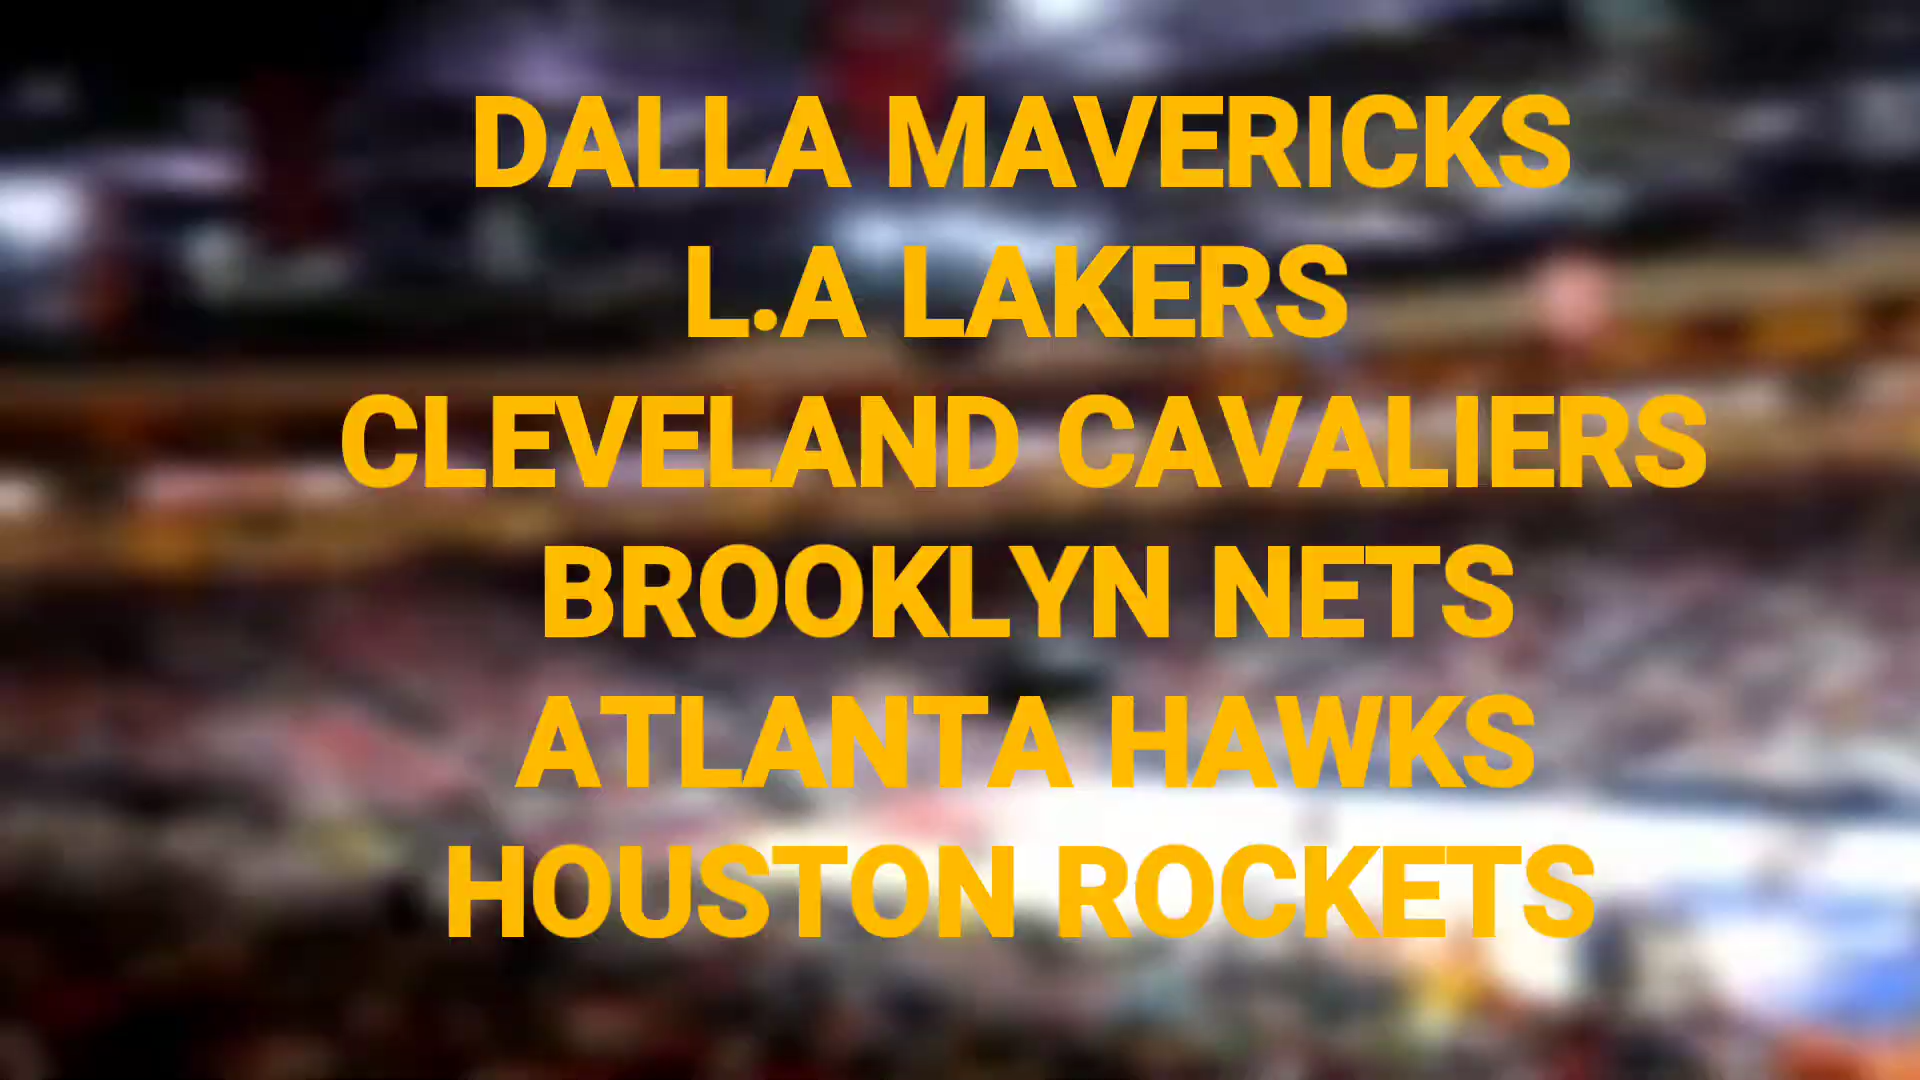 DALLA MAVERICKS
L.A LAKERS
CLEVELAND CAVALIERS
BROOKLYN NETS
ATLANTA HAWKS
HOUSTON ROCKETS